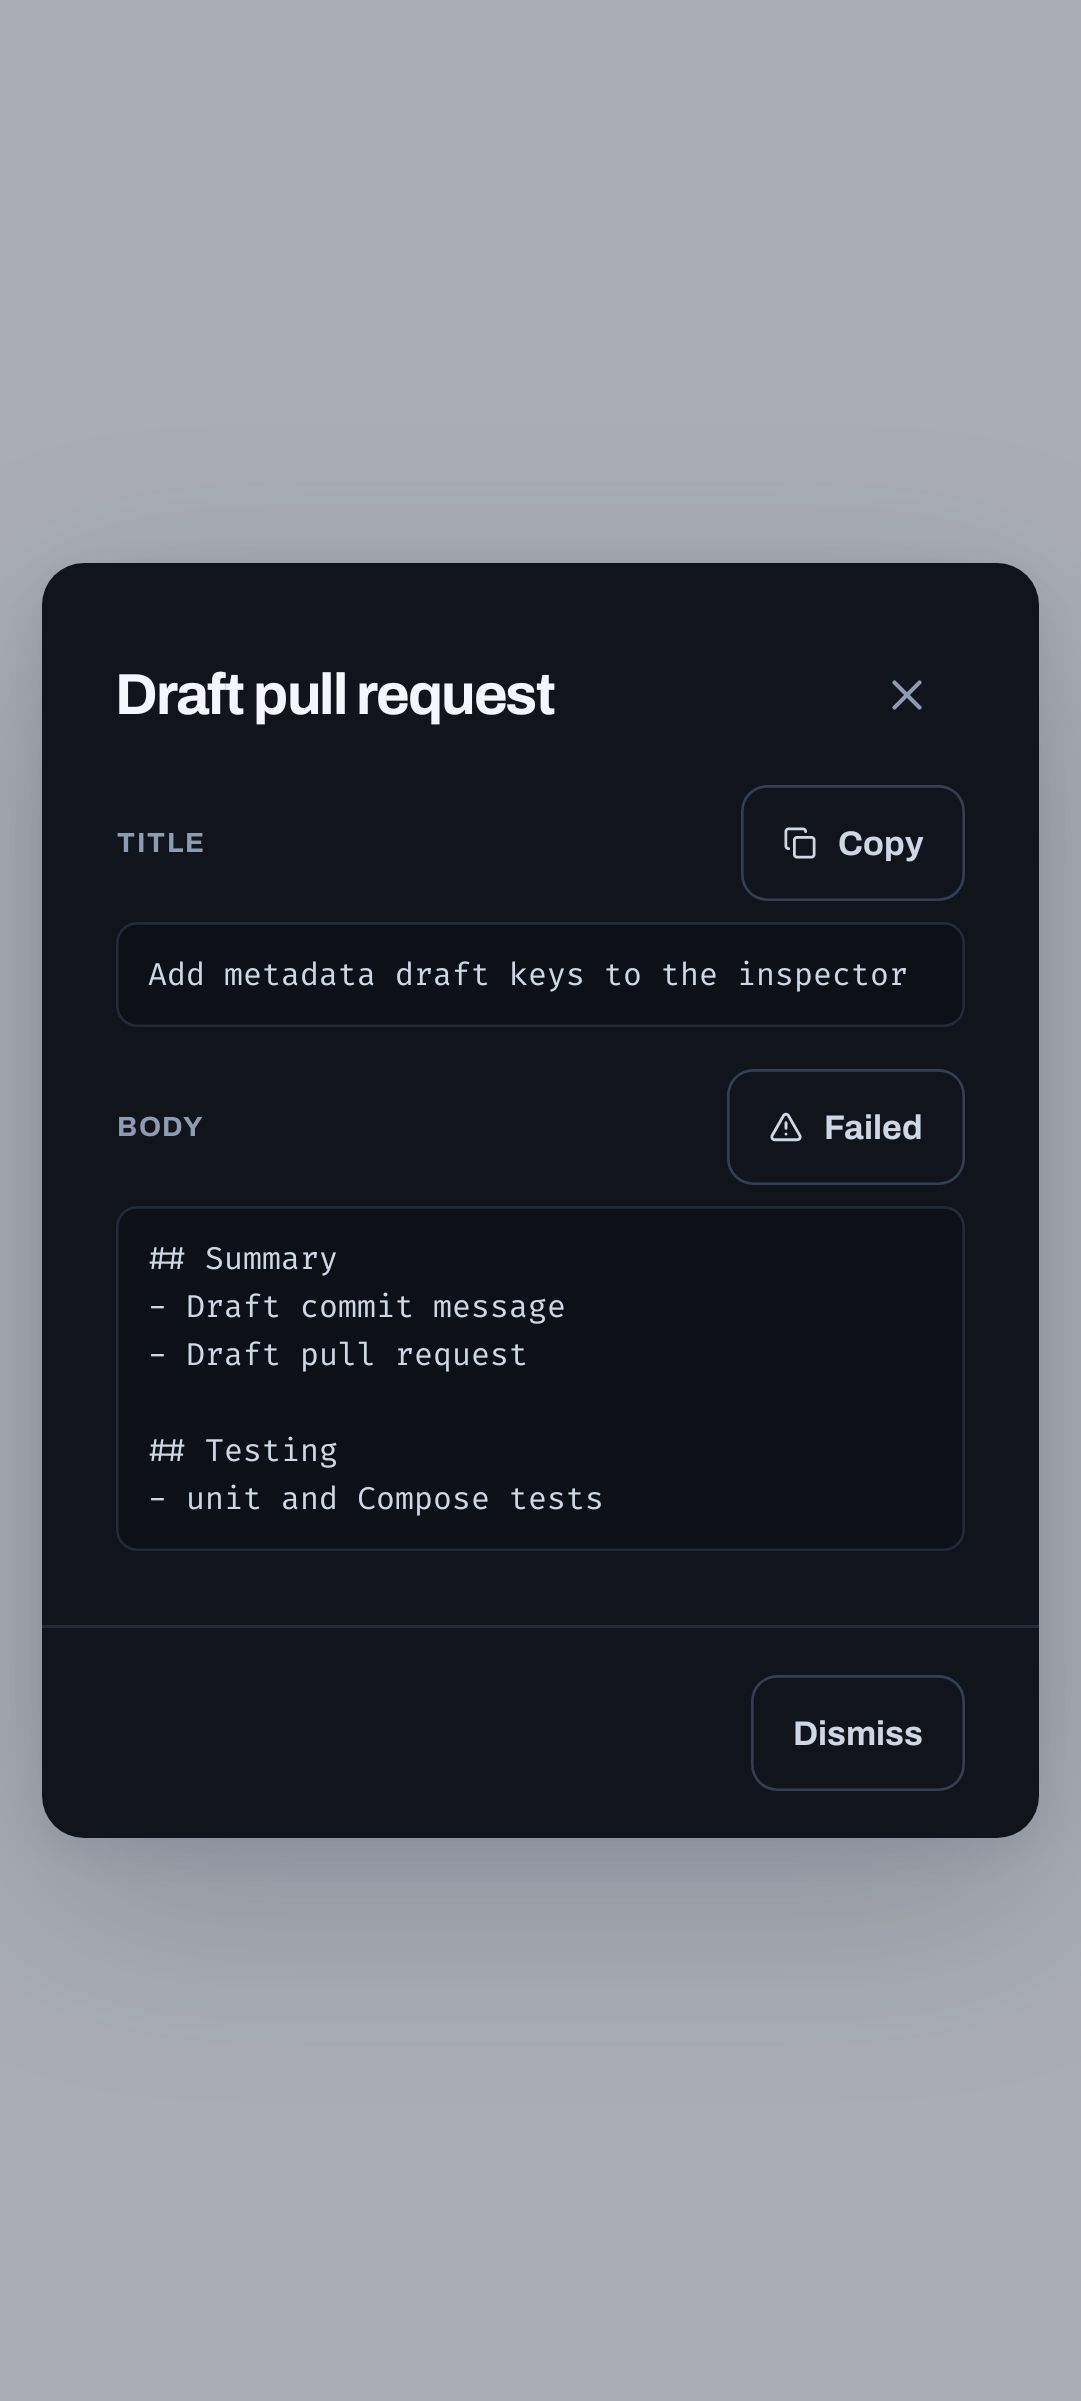 Draft pull request
TITLE
Copy
Add metadata draft keys to the inspector
BODY
Failed
## Summary
- Draft commit message
- Draft pull request
## Testing
- unit and Compose tests
Dismiss